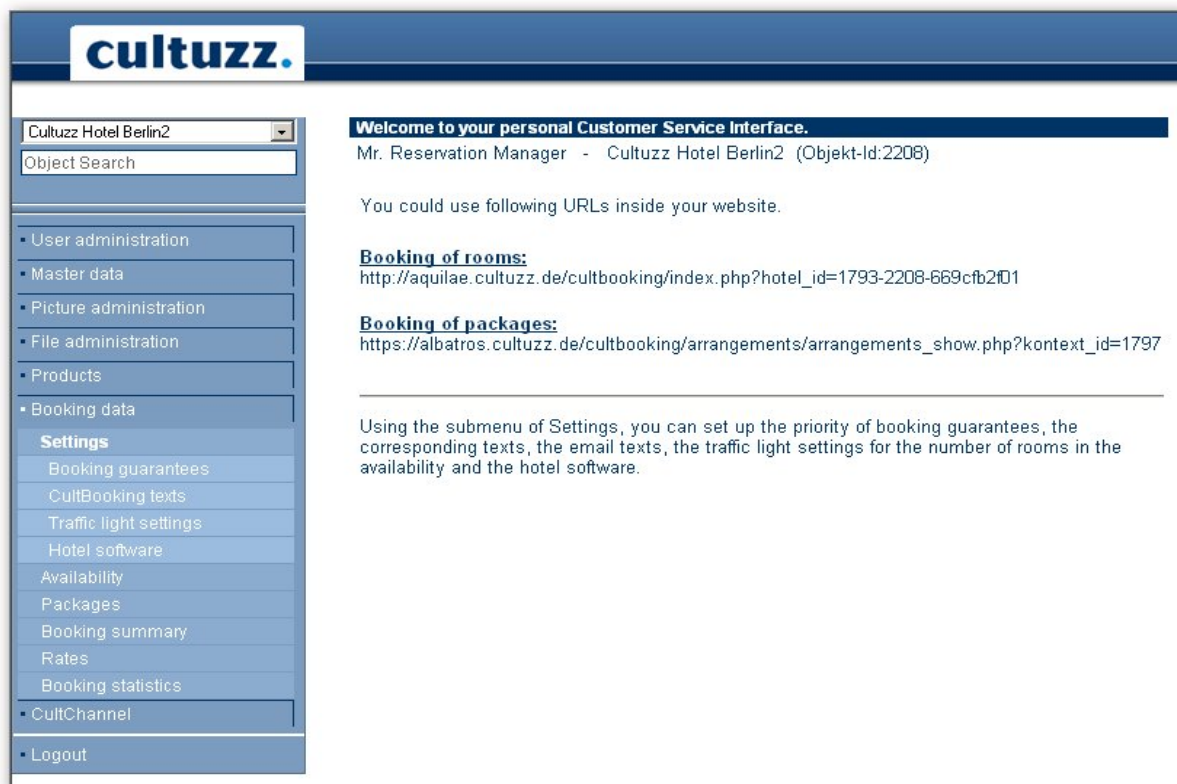 cultuzz.
Cultuzz Hotel Berlin2
Object Search
User administration
Master data
Picture administration
File administration
Products
Booking data
Settings
Booking guarantees
CultBooking texts
Traffic light settings
Hotel software
Availability
Packages
Booking summary
Rates
Booking statistics
CultChannel
Logout
Welcome to your personal Customer Service Interface.
Mr. Reservation Manager - Cultuzz Hotel Berlin2 (Objekt-Id:2208)
You could use following URLs inside your website.
Booking of rooms:
http://aquilae.cultuzz.de/cultbooking/index.php?hotel_id=1793-2208-669cfb2f01
Booking of packages:
https://albatros.cultuzz.de/cultbooking/arrangements/arrangements_show.php?kontext_id=1797
Using the submenu of Settings, you can set up the priority of booking guarantees, the
corresponding texts, the email texts, the traffic light settings for the number of rooms in the
availability and the hotel software.